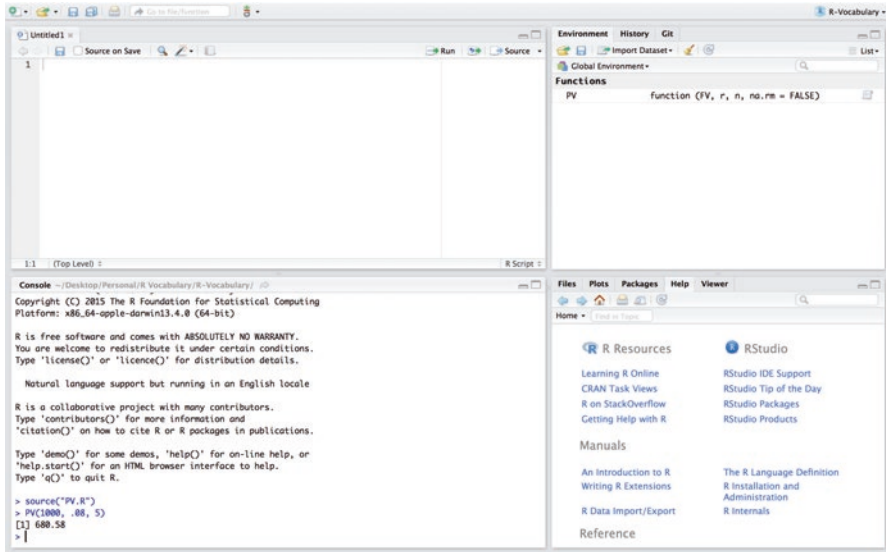 Go to file/function
R-Vocabulary
Untitled1
Source on Save
Run
Source
1
1:1
(Top Level)
R Script
Console ~/Desktop/Personal/R Vocabulary/R-Vocabulary/
Copyright (C) 2015 The R Foundation for Statistical Computing
Platform: x86_64-apple-darwin13.4.0 (64-bit)
R is free software and comes with ABSOLUTELY NO WARRANTY.
You are welcome to redistribute it under certain conditions.
Type 'license()' or 'licence()' for distribution details.
Natural language support but running in an English locale
R is a collaborative project with many contributors.
Type 'contributors()' for more information and
'citation()' on how to cite R or R packages in publications.
Type 'demo()' for some demos, 'help()' for on-line help, or
'help.start()' for an HTML browser interface to help.
Type 'q()' to quit R.
> source("PV.R")
> PV(1000, .08, 5)
[1] 680.58
>
Environment History Git
Import Dataset
List
Global Environment
Functions
PV function (FV, r, n, na.rm = FALSE)
Files Plots Packages Help Viewer
Home Find in Topic
R R Resources
Learning R Online
CRAN Task Views
R on StackOverflow
Getting Help with R
RStudio
RStudio IDE Support
RStudio Tip of the Day
RStudio Packages
RStudio Products
Manuals
An Introduction to R
Writing R Extensions
R Data Import/Export
The R Language Definition
R Installation and
Administration
R Internals
Reference